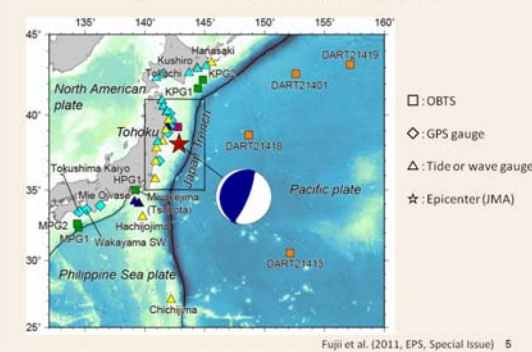 135° 140° 145° 150° 155° 160°
45°
40°
35°
30°
25°
Hanasaki
Kushiro
Tokachi
KPG2
KPG1
DART21419
DART21401
North American
plate
Tohoku
Japan Trench
DART21418
Tokushima Kaiyo
HPG1
Mie Owase
Miyakejima
(Tsubota)
Pacific plate
MPG2
MPG1
Hachijojima
Wakayama SW
DART21413
Philippine Sea plate
Chichijima
: OBTS
: GPS gauge
: Tide or wave gauge
: Epicenter (JMA)
Fujii et al. (2011, EPS, Special Issue) 5